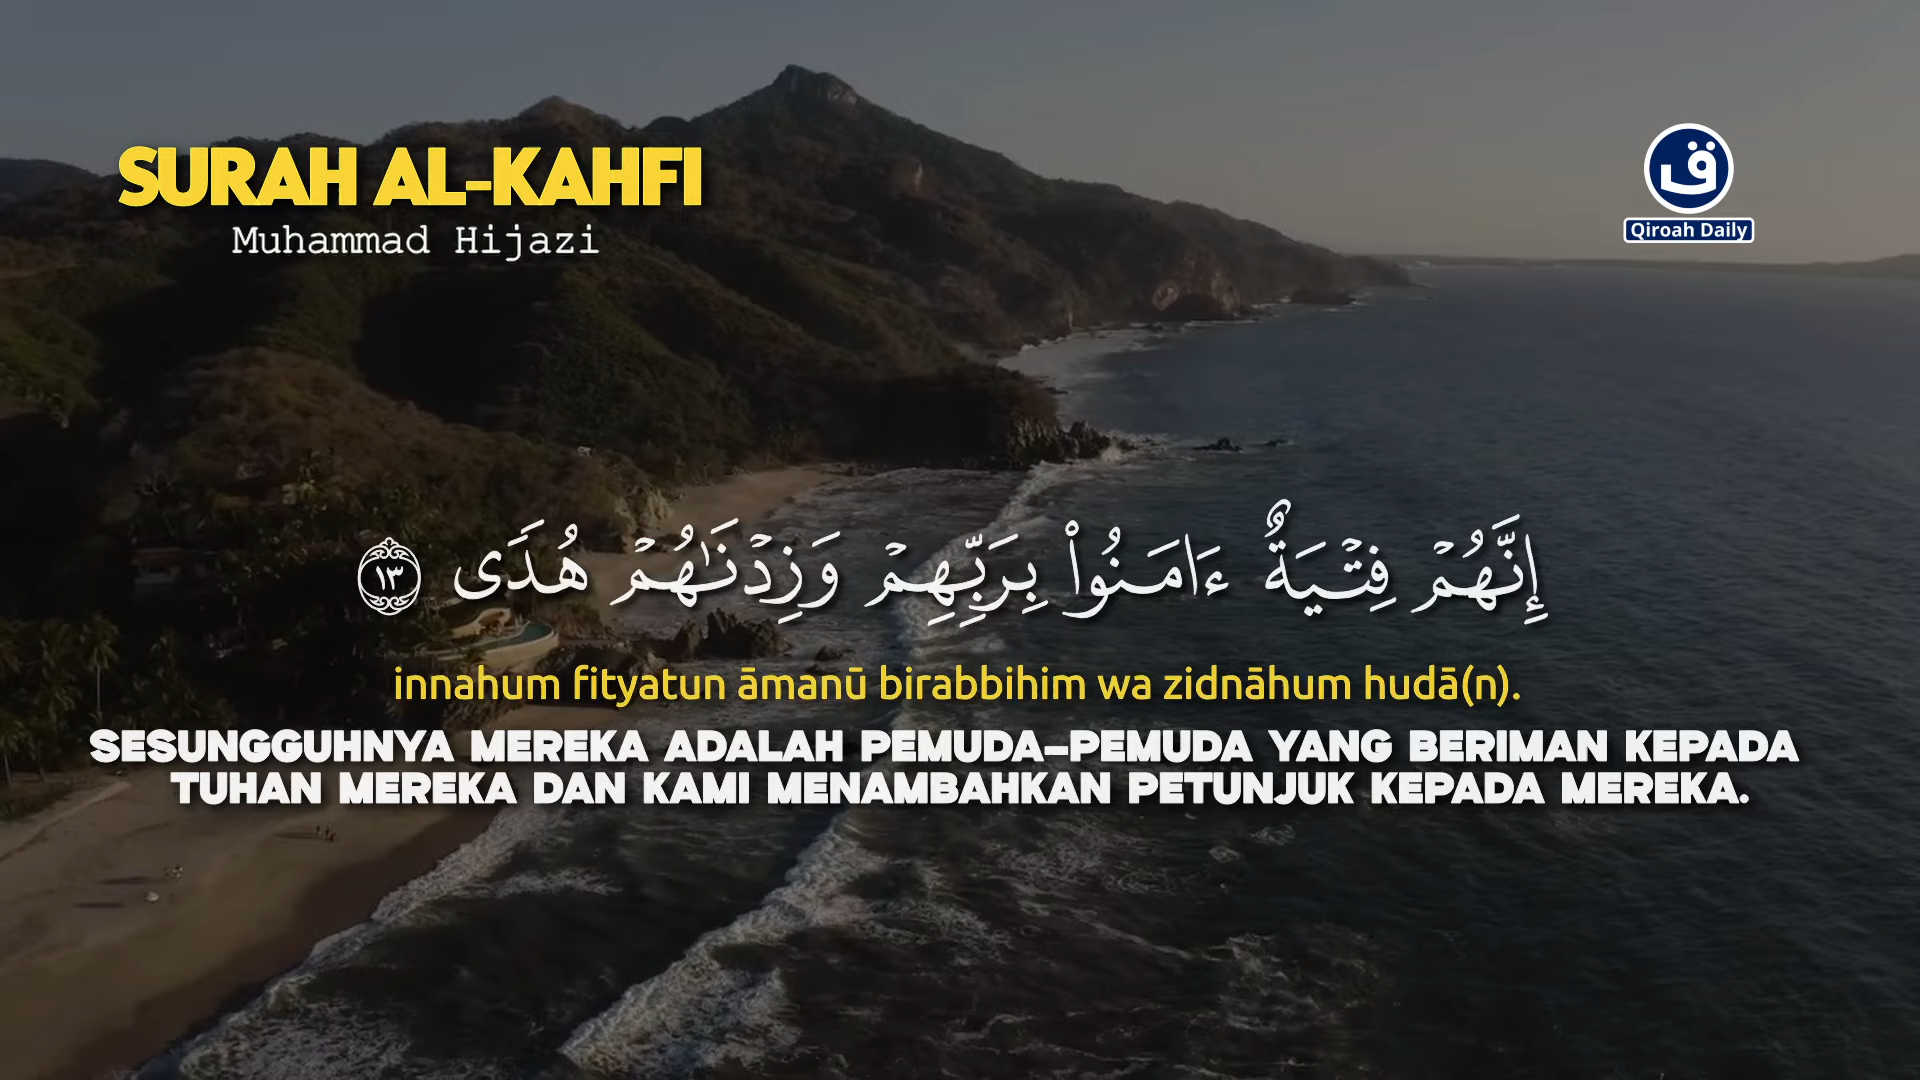 SURAH AL-KAHFI
Muhammad Hijazi
ق
Qiroah Daily
إِنَّهُمْ فِتْيَةٌ ءَامَنُوا۟ بِرَبِّهِمْ وَزِدْنَـٰهُمْ هُدًى ١٣
innahum fityatun āmanū birabbihim wa zidnāhum hudā(n).
SESUNGGUHNYA MEREKA ADALAH PEMUDA-PEMUDA YANG BERIMAN KEPADA
TUHAN MEREKA DAN KAMI MENAMBAHKAN PETUNJUK KEPADA MEREKA.